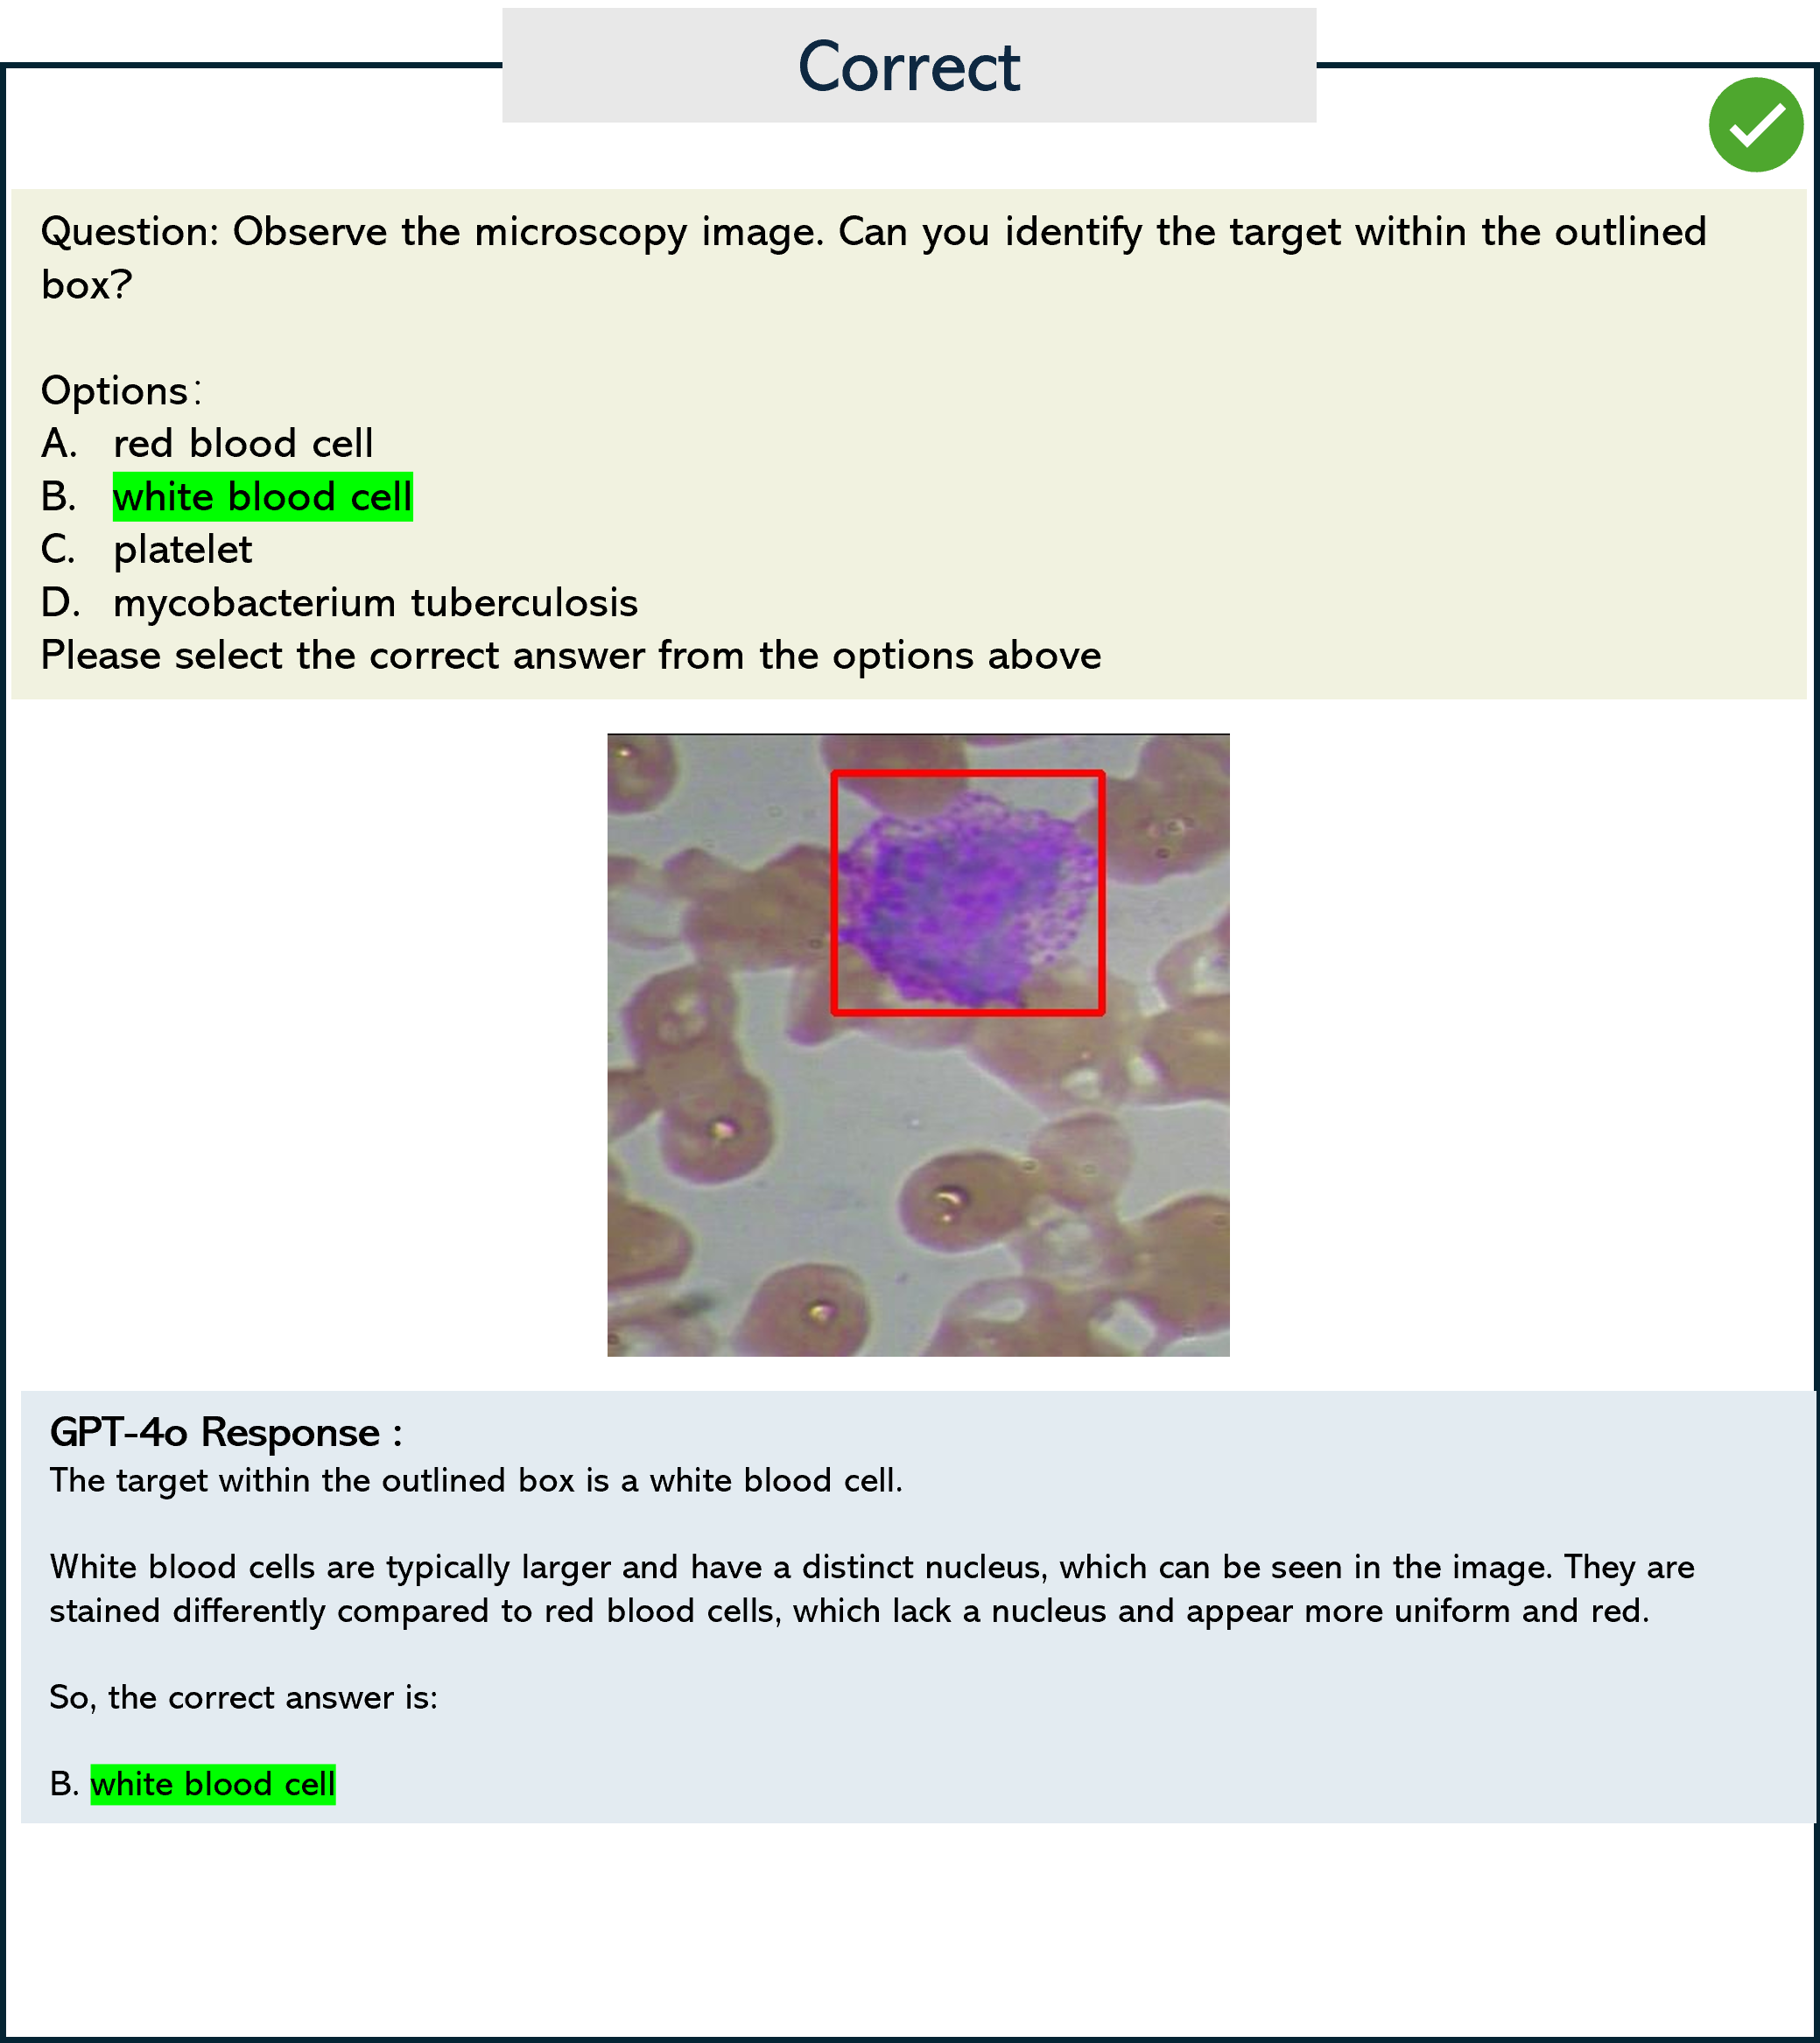 Correct
Question: Observe the microscopy image. Can you identify the target within the outlined
box?
Options:
A. red blood cell
B. white blood cell
C. platelet
D. mycobacterium tuberculosis
Please select the correct answer from the options above
GPT-4o Response :
The target within the outlined box is a white blood cell.
White blood cells are typically larger and have a distinct nucleus, which can be seen in the image. They are
stained differently compared to red blood cells, which lack a nucleus and appear more uniform and red.
So, the correct answer is:
B. white blood cell